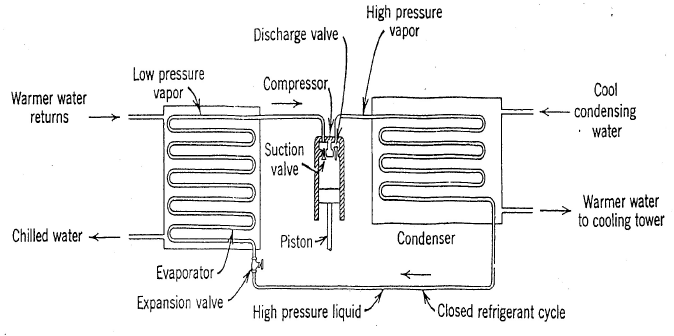 High pressure
vapor
Discharge valve
Low pressure
vapor
Compressor
Warmer water
returns
Cool
condensing
water
Suction
valve
Warmer water
to cooling tower
Chilled water
Piston
Condenser
Evaporator
Expansion valve
High pressure liquid
Closed refrigerant cycle